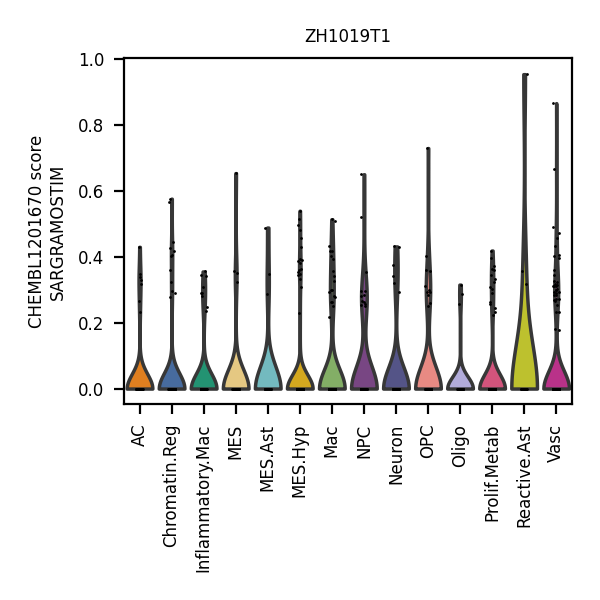 ZH1019T1
CHEMBL1201670 score
SARGRAMOSTIM
1.0
0.8
0.6
0.4
0.2
0.0
AC
Chromatin.Reg
Inflammatory.Mac
MES
MES.Ast
MES.Hyp
Mac
NPC
Neuron
OPC
Oligo
Prolif.Metab
Reactive.Ast
Vasc